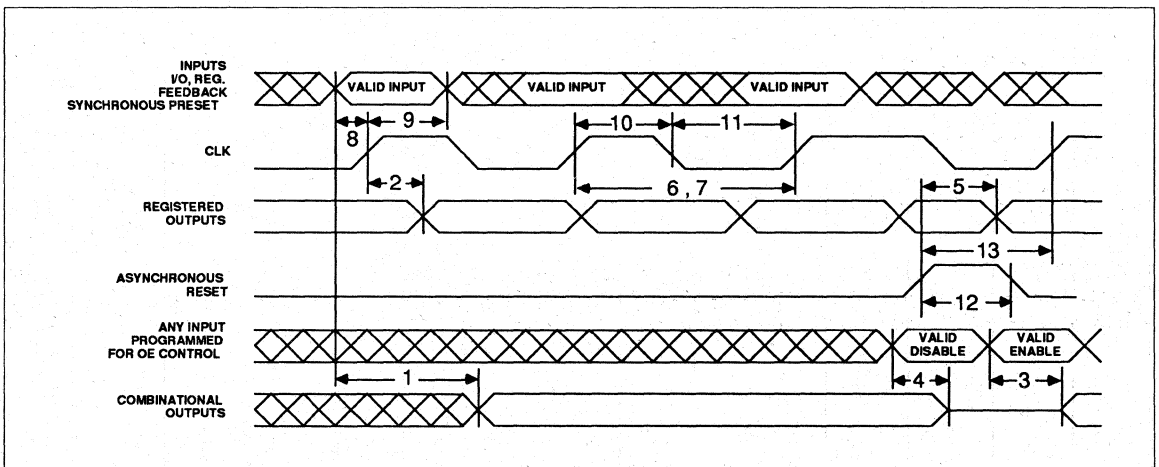 INPUTS
I/O, REG.
FEEDBACK
SYNCHRONOUS PRESET
VALID INPUT
VALID INPUT
VALID INPUT
8
9
10
11
CLK
2
6 , 7
5
REGISTERED
OUTPUTS
13
ASYNCHRONOUS
RESET
12
ANY INPUT
PROGRAMMED
FOR OE CONTROL
VALID
DISABLE
VALID
ENABLE
1
4
3
COMBINATIONAL
OUTPUTS